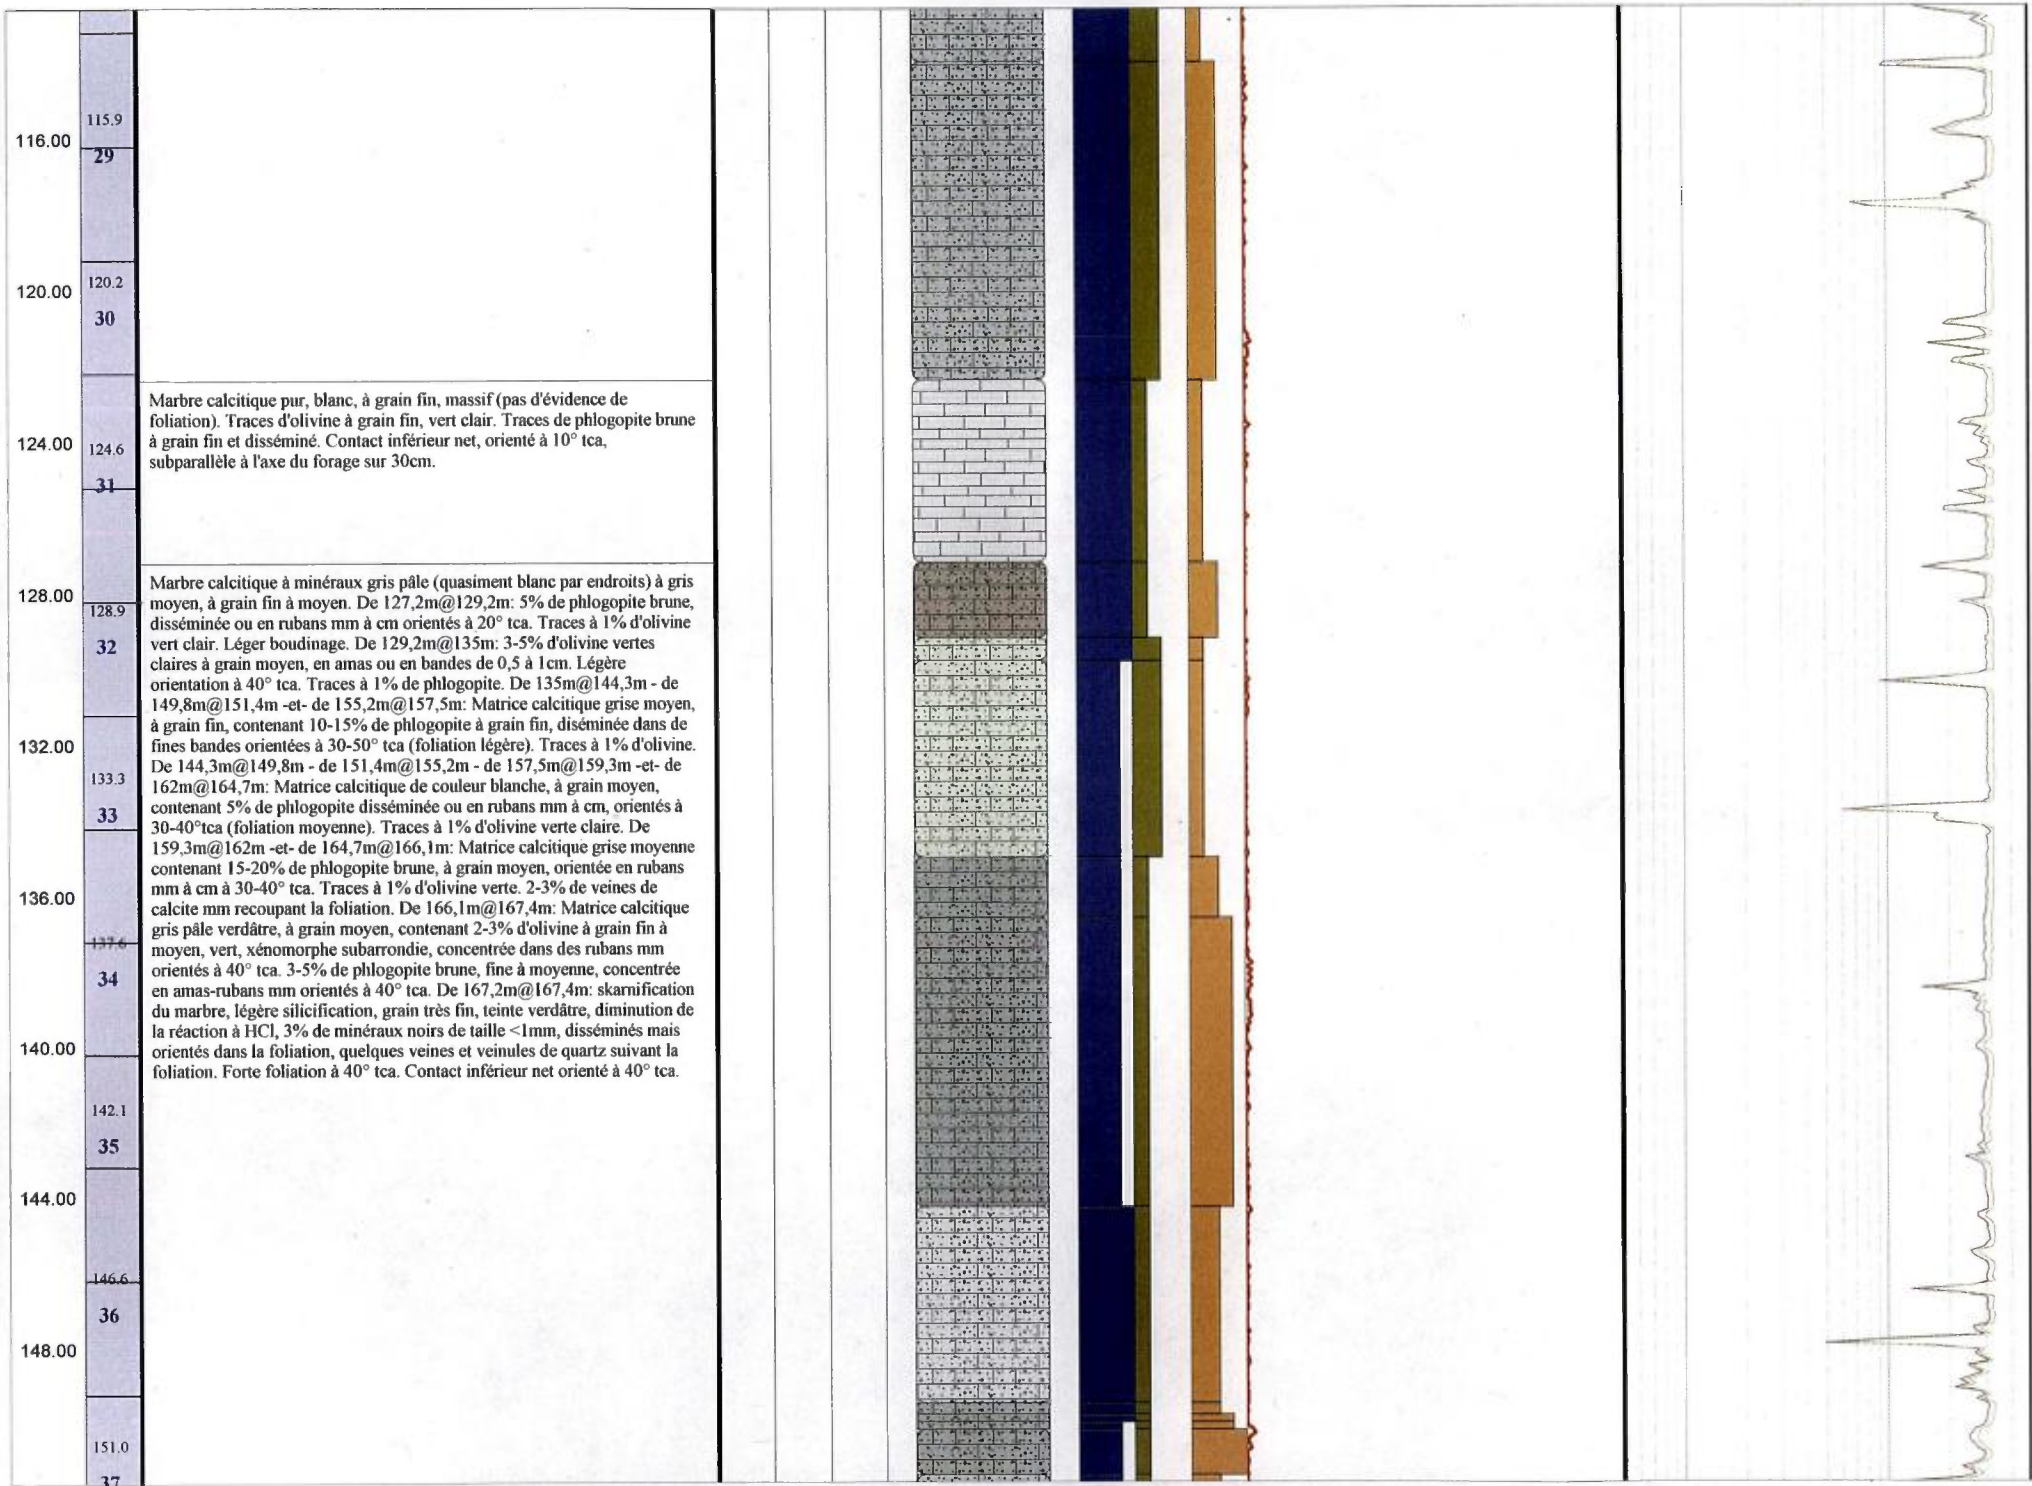 116.00
120.00
124.00
128.00
132.00
136.00
140.00
144.00
148.00
115.9
29
120.2
30
124.6
31
128.9
32
133.3
33
137.6
34
142.1
35
146.6
36
151.0
37
Marbre calcitique pur, blanc, à grain fin, massif (pas d'évidence de
foliation). Traces d'olivine à grain fin, vert clair. Traces de phlogopite brune
à grain fin et disséminé. Contact inférieur net, orienté à 10° tca,
subparallèle à l'axe du forage sur 30cm.
Marbre calcitique à minéraux gris pâle (quasiment blanc par endroits) à gris
moyen, à grain fin à moyen. De 127,2m@129,2m: 5% de phlogopite brune,
disséminée ou en rubans mm à cm orientés à 20° tca. Traces à 1% d'olivine
vert clair. Léger boudinage. De 129,2m@135m: 3-5% d'olivine vertes
claires à grain moyen, en amas ou en bandes de 0,5 à 1cm. Légère
orientation à 40° tca. Traces à 1% de phlogopite. De 135m@144,3m - de
149,8m@151,4m -et- de 155,2m@157,5m: Matrice calcitique grise moyen,
à grain fin, contenant 10-15% de phlogopite à grain fin, diséminée dans de
fines bandes orientées à 30-50° tca (foliation légère). Traces à 1% d'olivine.
De 144,3m@149,8m - de 151,4m@155,2m - de 157,5m@159,3m -et- de
162m@164,7m: Matrice calcitique de couleur blanche, à grain moyen,
contenant 5% de phlogopite disséminée ou en rubans mm à cm, orientés à
30-40°tca (foliation moyenne). Traces à 1% d'olivine verte claire. De
159,3m@162m -et- de 164,7m@166,1m: Matrice calcitique grise moyenne
contenant 15-20% de phlogopite brune, à grain moyen, orientée en rubans
mm à cm à 30-40° tca. Traces à 1% d'olivine verte. 2-3% de veines de
calcite mm recoupant la foliation. De 166,1m@167,4m: Matrice calcitique
gris pâle verdâtre, à grain moyen, contenant 2-3% d'olivine à grain fin à
moyen, vert, xénomorphe subarrondie, concentrée dans des rubans mm
orientés à 40° tca. 3-5% de phlogopite brune, fine à moyenne, concentrée
en amas-rubans mm orientés à 40° tca. De 167,2m@167,4m: skarnification
du marbre, légère silicification, grain très fin, teinte verdâtre, diminution de
la réaction à HCl, 3% de minéraux noirs de taille <1mm, disséminés mais
orientés dans la foliation, quelques veines et veinules de quartz suivant la
foliation. Forte foliation à 40° tca. Contact inférieur net orienté à 40° tca.